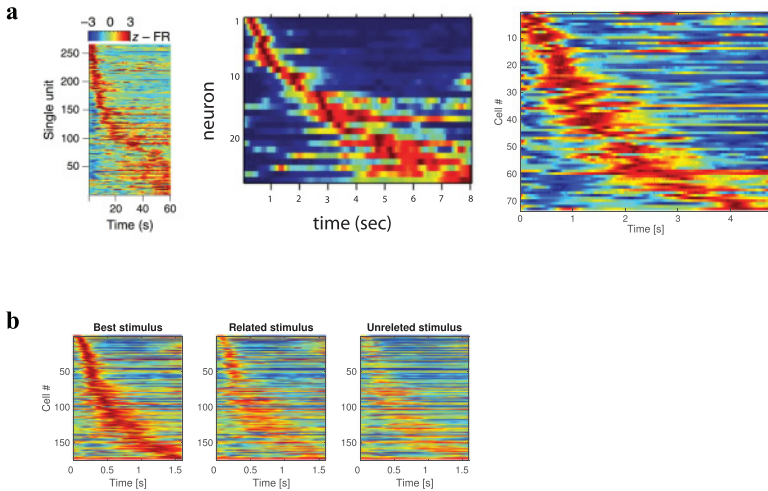 a
−3 0 3
z − FR
Single unit
250
200
150
100
50
20 40 60
Time (s)
neuron
1
10
20
1 2 3 4 5 6 7 8
time (sec)
Cell #
10
20
30
40
50
60
70
0 1 2 3 4
Time [s]
b
Best stimulus
Cell #
50
100
150
0 0.5 1 1.5
Time [s]
Related stimulus
50
100
150
0 0.5 1 1.5
Time [s]
Unreleted stimulus
50
100
150
0 0.5 1 1.5
Time [s]